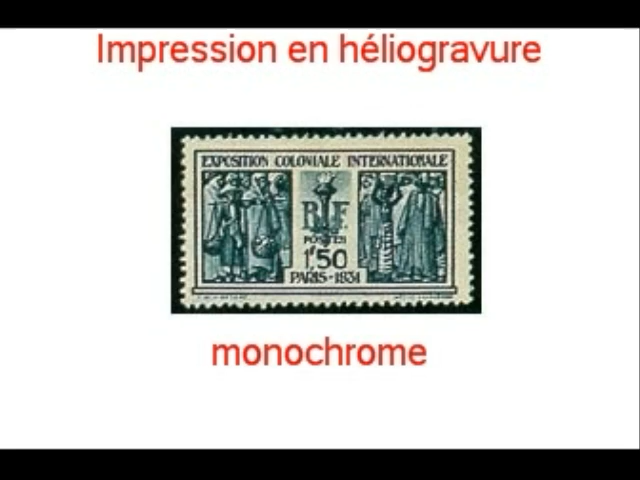 Impression en héliogravure
EXPOSITION COLONIALE INTERNATIONALE
RF
POSTES
1F50
PARIS-1931
monochrome